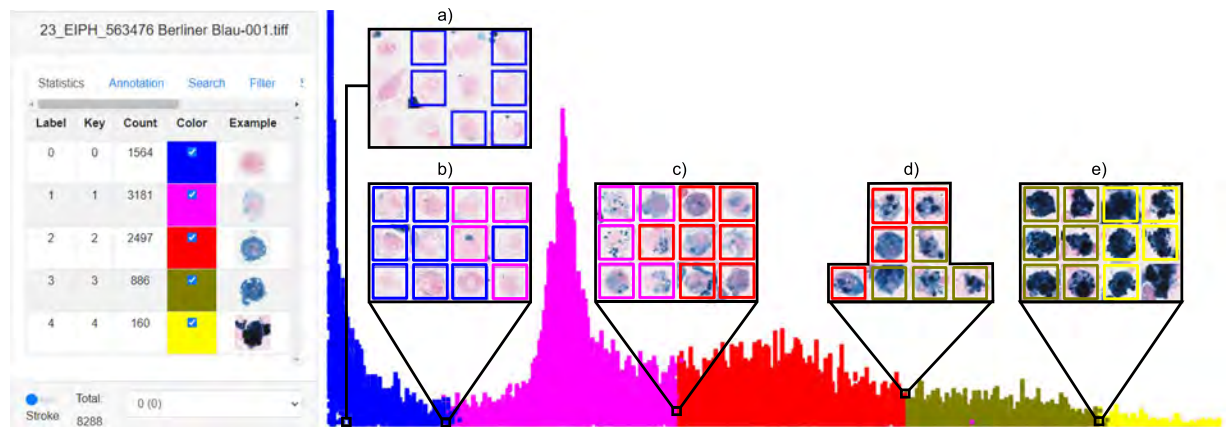 23_EIPH_563476 Berliner Blau-001.tiff
Statistics Annotation Search Filter
Label Key Count Color Example
0 0 1564
1 1 3181
2 2 2497
3 3 886
4 4 160
Stroke Total: 8288 0 (0)
a)
b)
c)
d)
e)